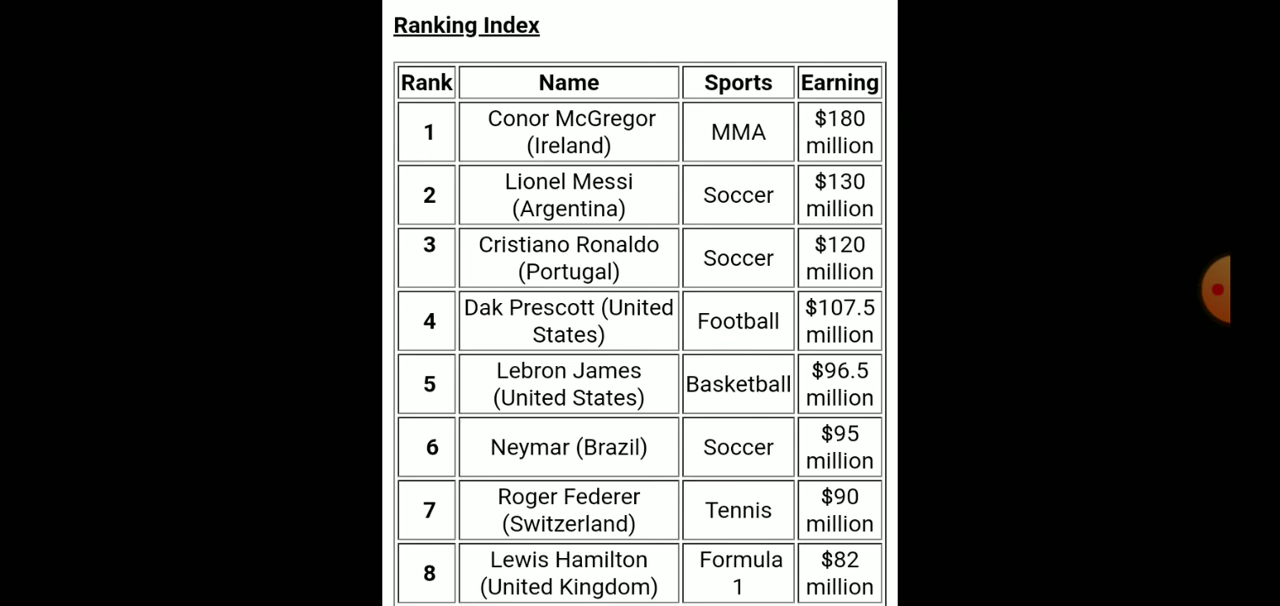 Ranking Index
Rank Name Sports Earning
1 Conor McGregor (Ireland) MMA $180 million
2 Lionel Messi (Argentina) Soccer $130 million
3 Cristiano Ronaldo (Portugal) Soccer $120 million
4 Dak Prescott (United States) Football $107.5 million
5 Lebron James (United States) Basketball $96.5 million
6 Neymar (Brazil) Soccer $95 million
7 Roger Federer (Switzerland) Tennis $90 million
8 Lewis Hamilton (United Kingdom) Formula 1 $82 million